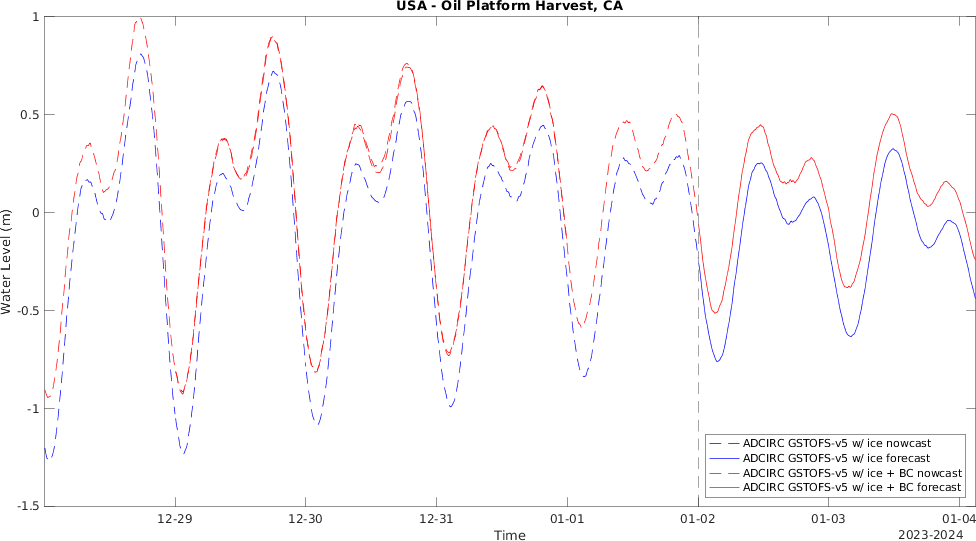 USA - Oil Platform Harvest, CA
1
0.5
0
-0.5
-1
-1.5
Water Level (m)
ADCIRC GSTOFS-v5 w/ ice nowcast
ADCIRC GSTOFS-v5 w/ ice forecast
ADCIRC GSTOFS-v5 w/ ice + BC nowcast
ADCIRC GSTOFS-v5 w/ ice + BC forecast
12-29 12-30 12-31 01-01 01-02 01-03 01-04
Time
2023-2024